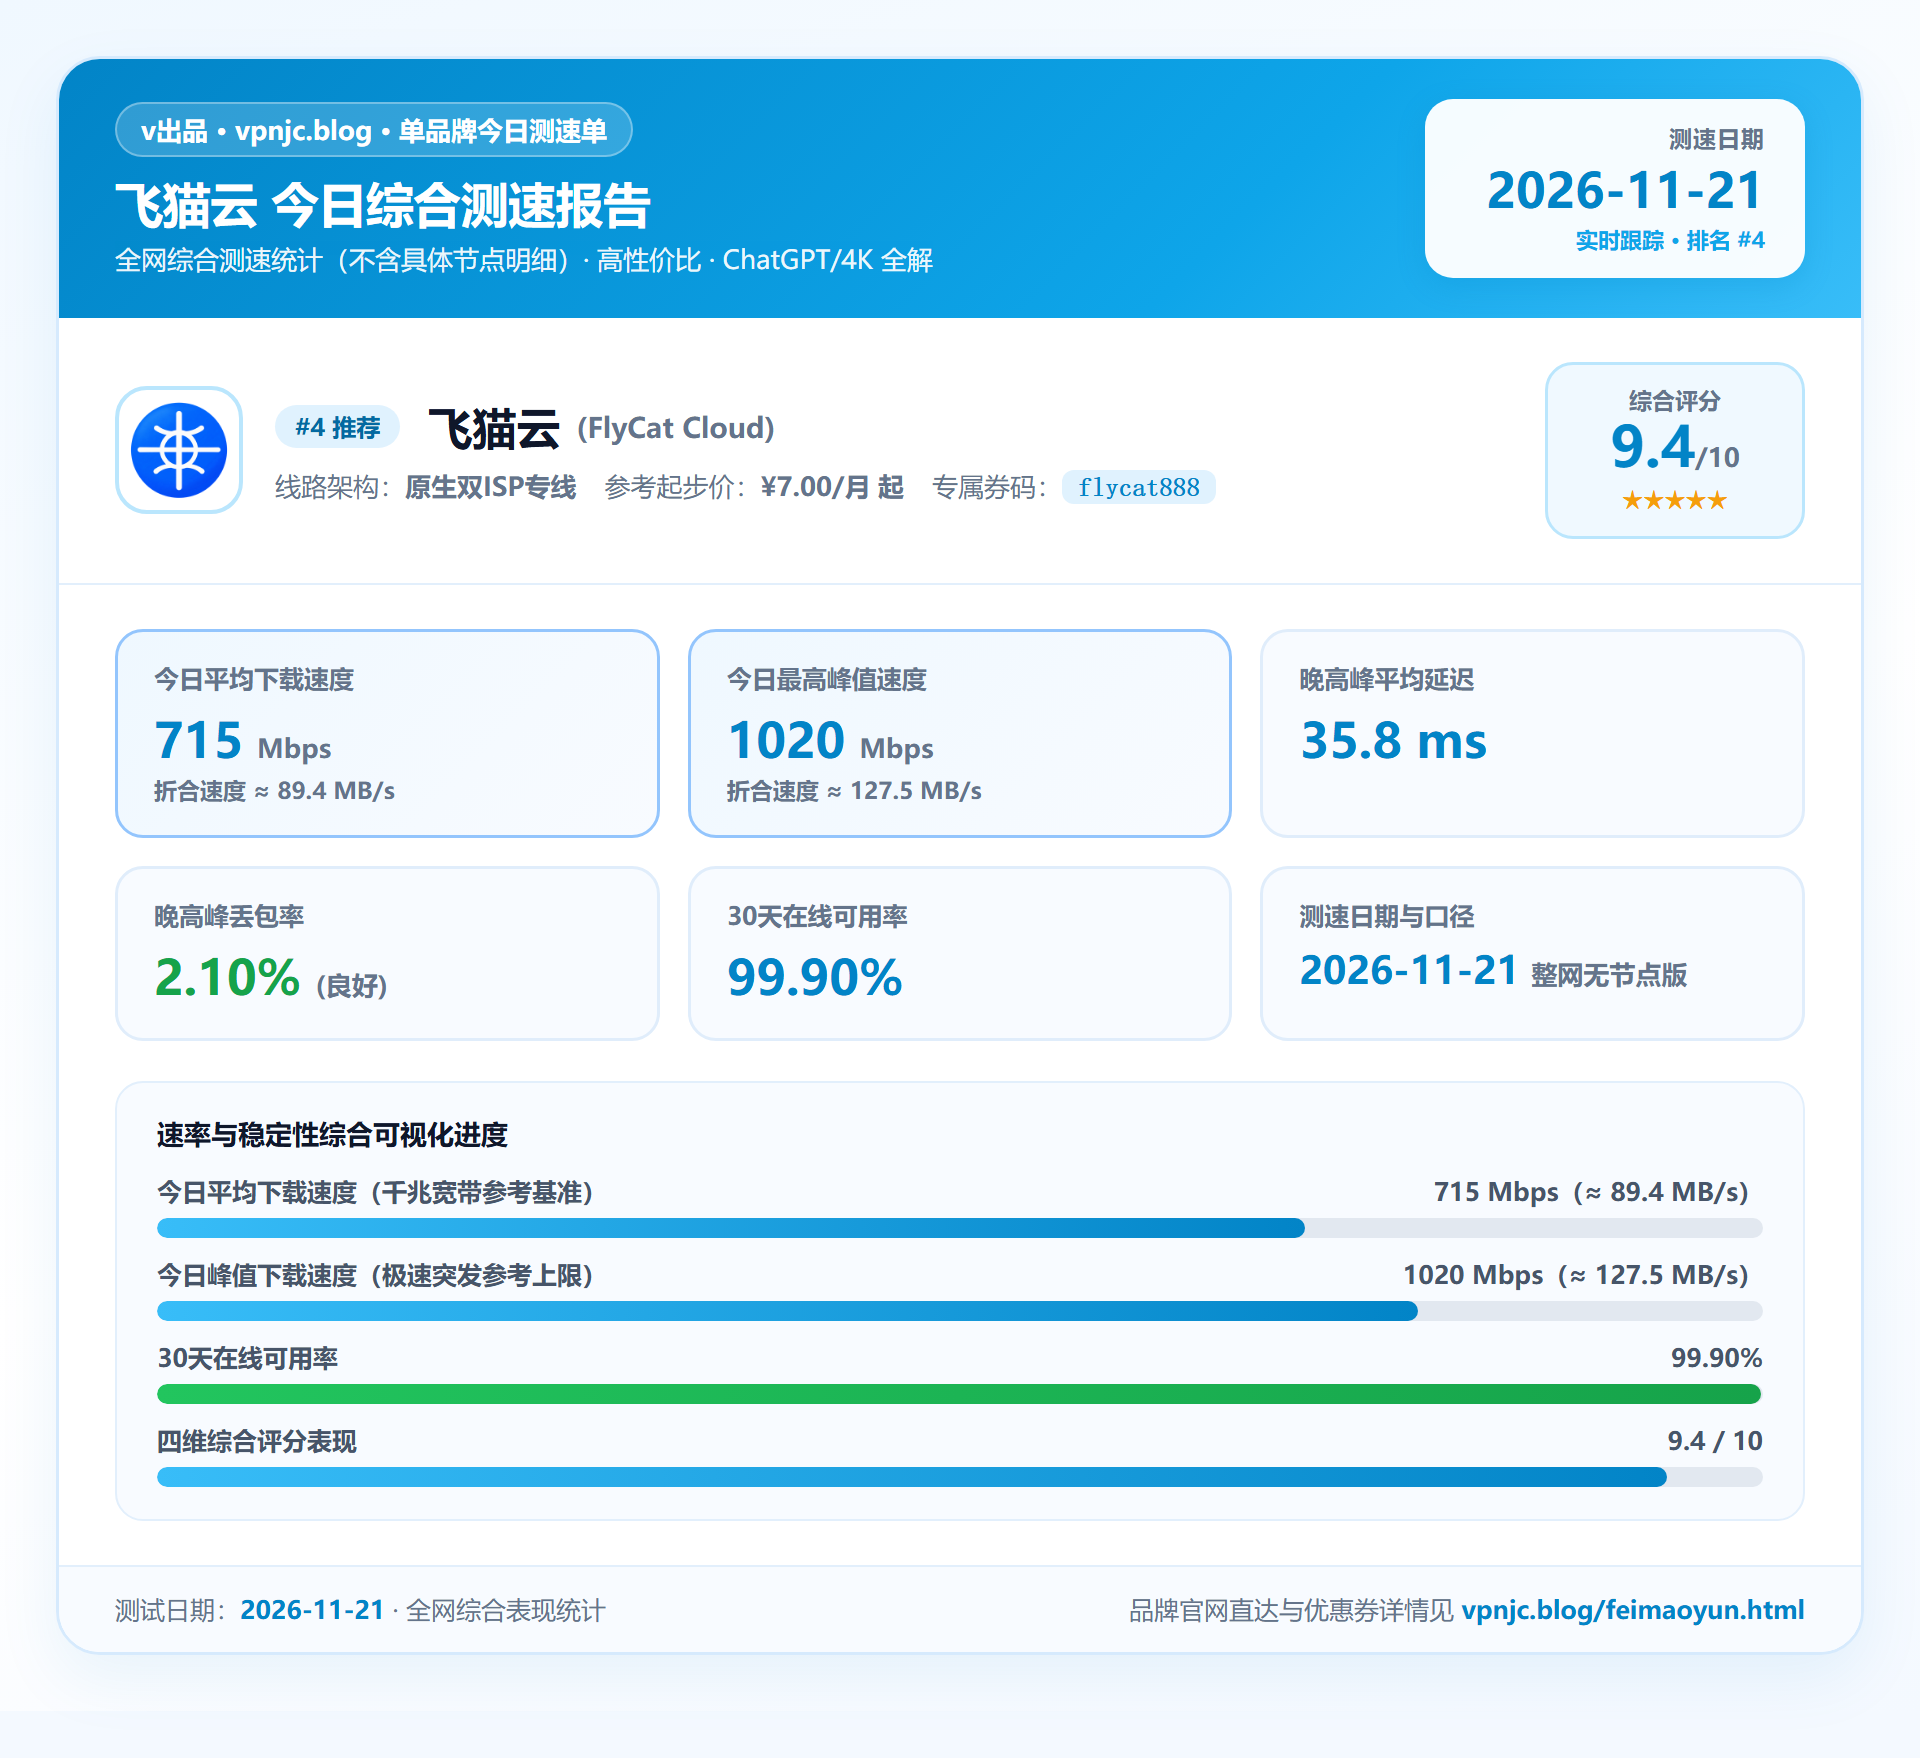 v出品 • vpnjc.blog • 单品牌今日测速单
飞猫云 今日综合测速报告
全网综合测速统计（不含具体节点明细）· 高性价比 · ChatGPT/4K 全解
测速日期
2026-11-21
实时跟踪 • 排名 #4
#4 推荐 飞猫云 (FlyCat Cloud)
线路架构：原生双ISP专线 参考起步价：¥7.00/月 起 专属券码：flycat888
综合评分
9.4/10
★★★★★
今日平均下载速度
715 Mbps
折合速度 ≈ 89.4 MB/s
今日最高峰值速度
1020 Mbps
折合速度 ≈ 127.5 MB/s
晚高峰平均延迟
35.8 ms
晚高峰丢包率
2.10% (良好)
30天在线可用率
99.90%
测速日期与口径
2026-11-21 整网无节点版
速率与稳定性综合可视化进度
今日平均下载速度（千兆宽带参考基准） 715 Mbps（≈ 89.4 MB/s）
今日峰值下载速度（极速突发参考上限） 1020 Mbps（≈ 127.5 MB/s）
30天在线可用率 99.90%
四维综合评分表现 9.4 / 10
测试日期：2026-11-21 · 全网综合表现统计
品牌官网直达与优惠券详情见 vpnjc.blog/feimaoyun.html